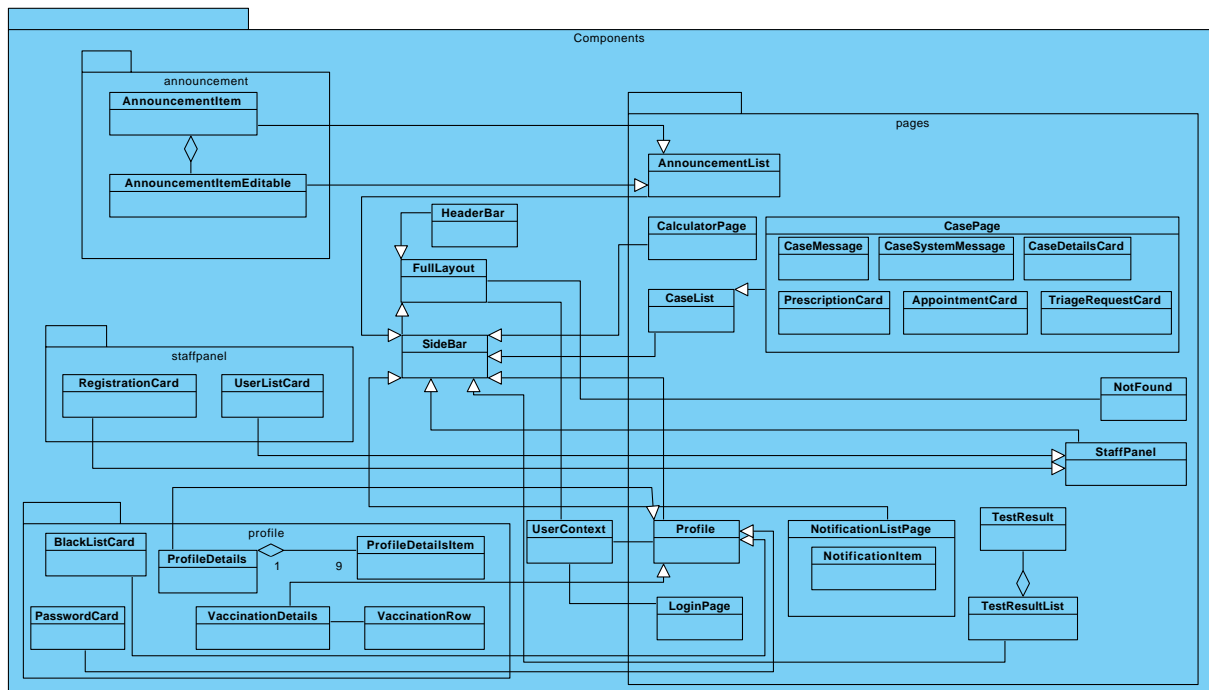 Components
announcement
AnnouncementItem
AnnouncementItemEditable
pages
AnnouncementList
HeaderBar
CalculatorPage
CasePage
CaseMessage
CaseSystemMessage
CaseDetailsCard
FullLayout
CaseList
PrescriptionCard
AppointmentCard
TriageRequestCard
SideBar
staffpanel
RegistrationCard
UserListCard
NotFound
StaffPanel
profile
BlackListCard
ProfileDetails
1
9
ProfileDetailsItem
UserContext
Profile
NotificationListPage
NotificationItem
TestResult
PasswordCard
VaccinationDetails
VaccinationRow
LoginPage
TestResultList